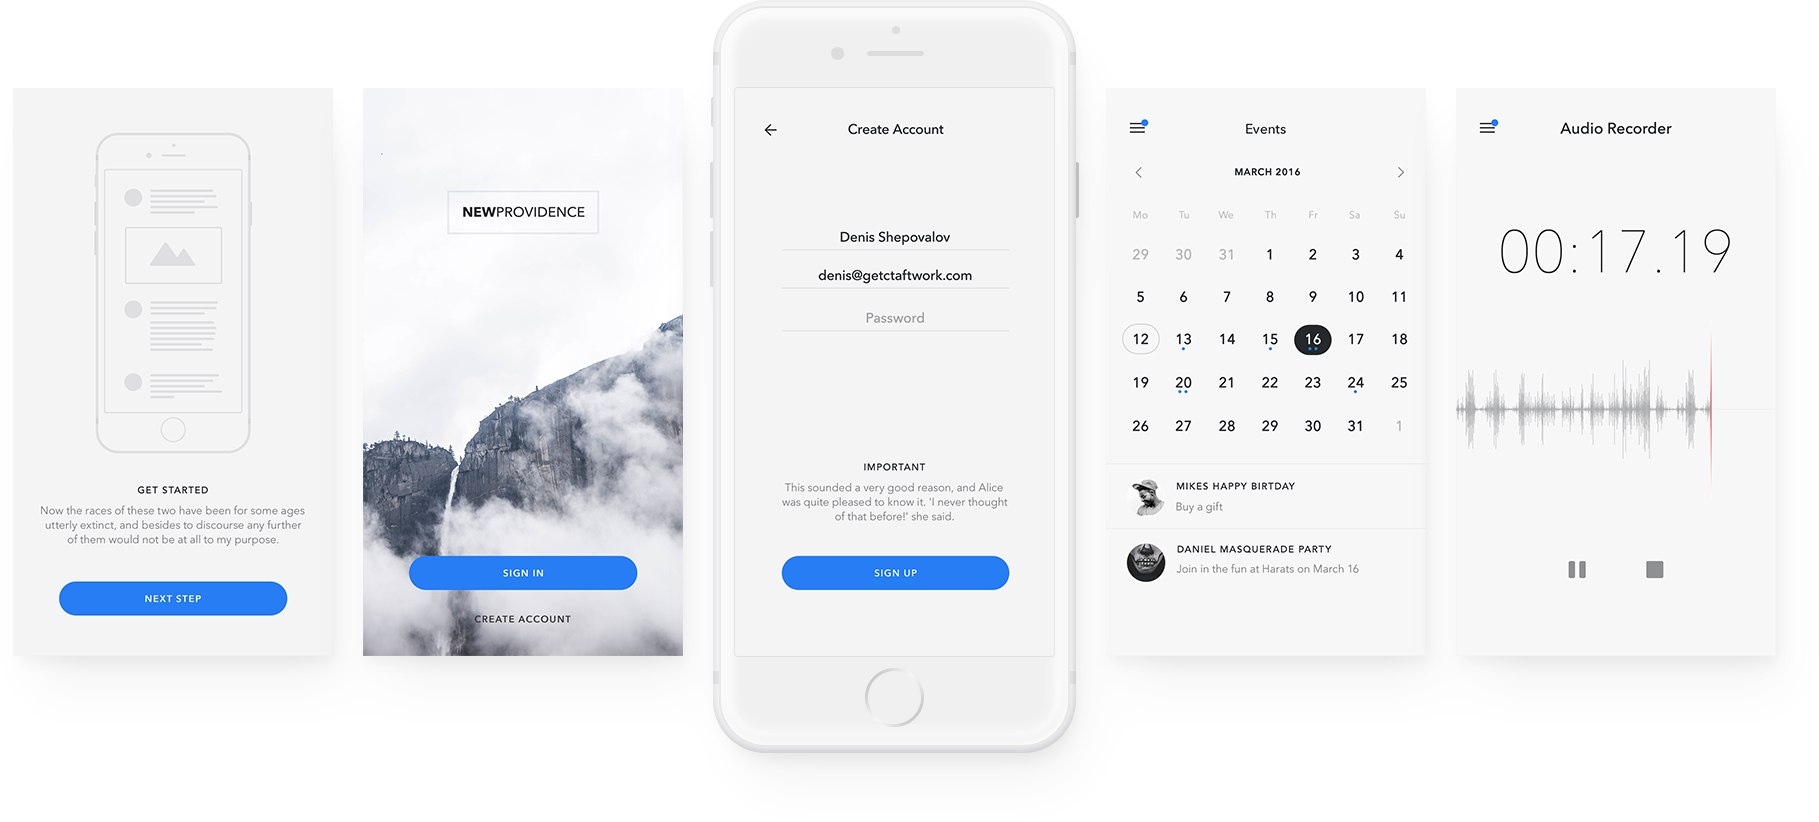 GET STARTED
Now the races of these two have been for some ages
utterly extinct, and besides to discourse any further
of them would not be at all to my purpose.
NEXT STEP
NEWPROVIDENCE
SIGN IN
CREATE ACCOUNT
Create Account
Denis Shepovalov
denis@getctaftwork.com
Password
IMPORTANT
This sounded a very good reason, and Alice
was quite pleased to know it. 'I never thought
of that before!' she said.
SIGN UP
Events
MARCH 2016
Mo Tu We Th Fr Sa Su
29 30 31 1 2 3 4
5 6 7 8 9 10 11
12 13 14 15 16 17 18
19 20 21 22 23 24 25
26 27 28 29 30 31 1
MIKES HAPPY BIRTDAY
Buy a gift
DANIEL MASQUERADE PARTY
Join in the fun at Harats on March 16
Audio Recorder
00:17.19